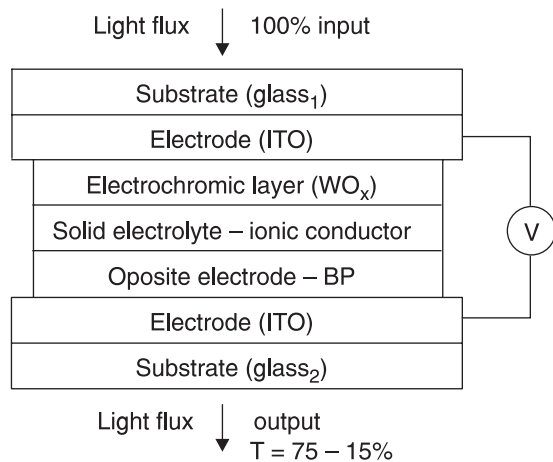 Light flux 100% input
Substrate (glass₁)
Electrode (ITO)
Electrochromic layer (WOₓ)
Solid electrolyte – ionic conductor
V
Opposite electrode – BP
Electrode (ITO)
Substrate (glass₂)
Light flux output
T = 75 – 15%